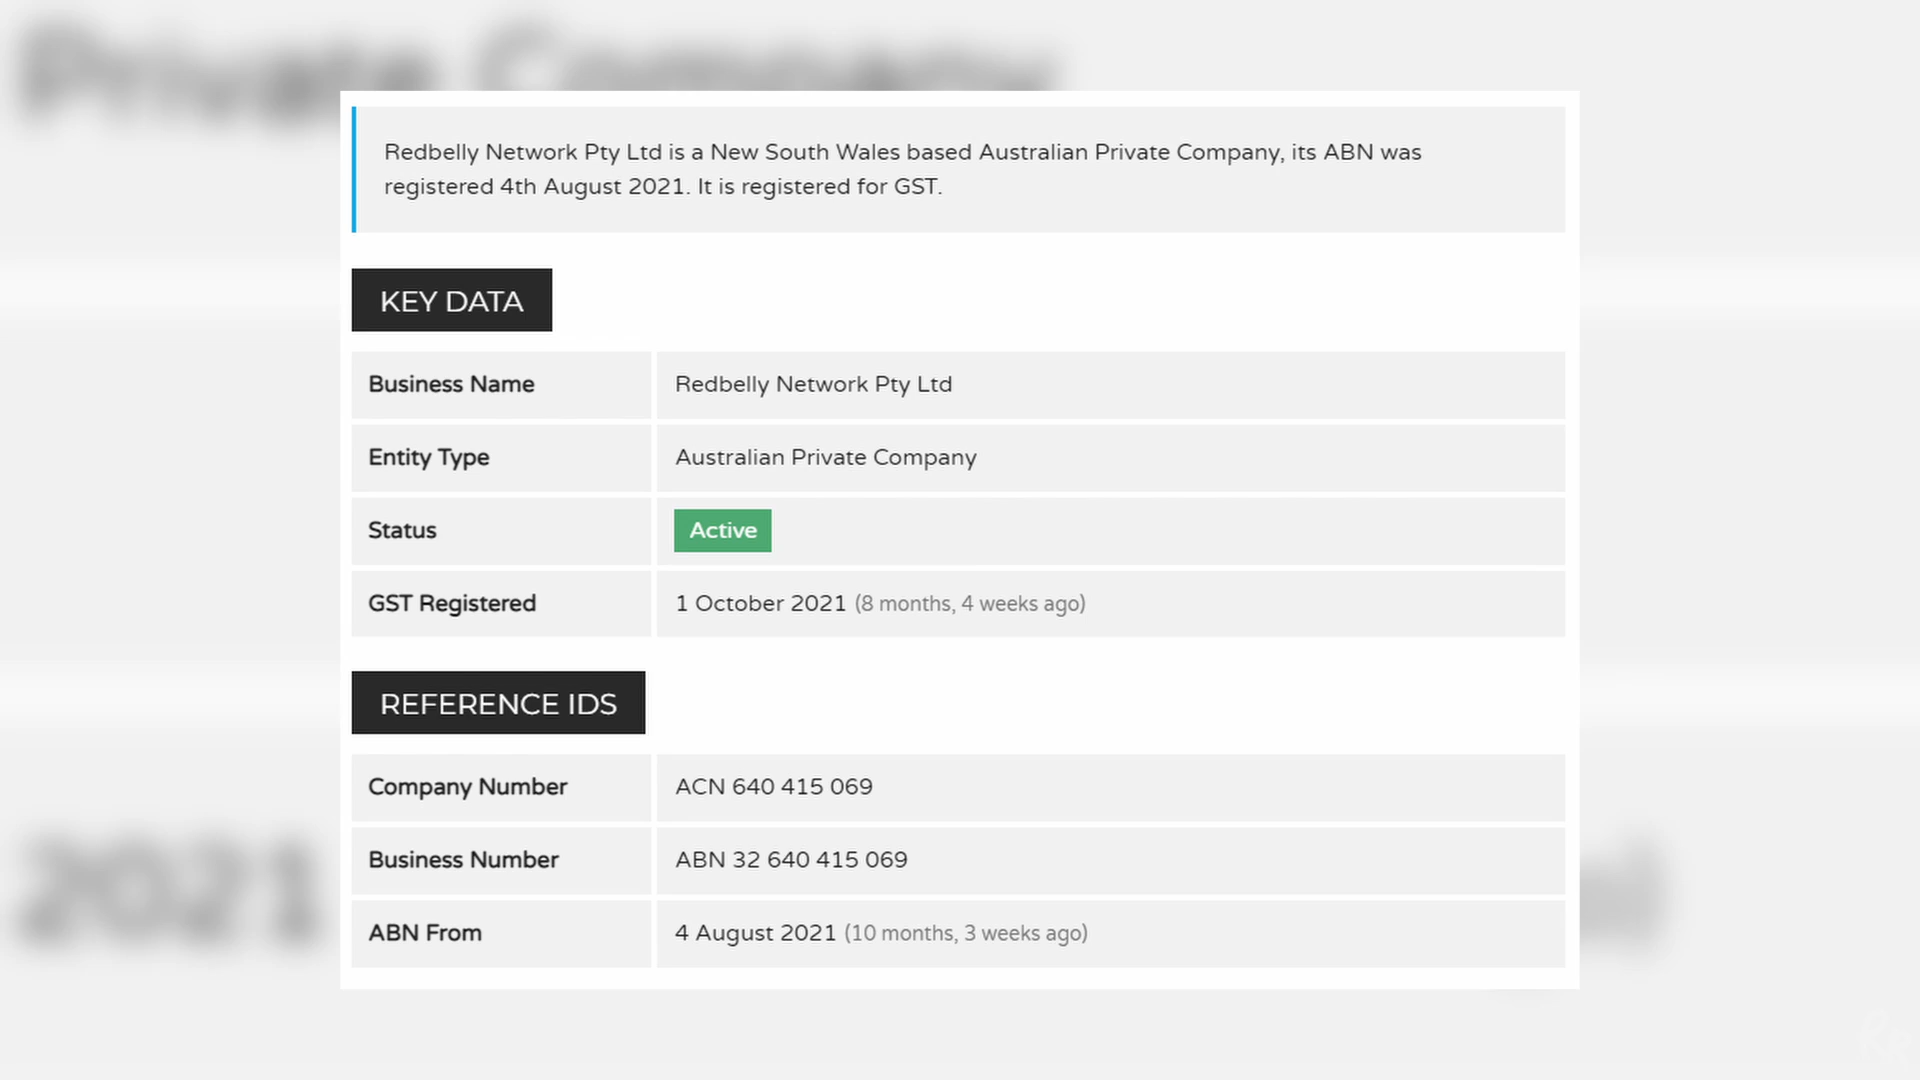 Private Company
Redbelly Network Pty Ltd is a New South Wales based Australian Private Company, its ABN was
registered 4th August 2021. It is registered for GST.
KEY DATA
Business Name Redbelly Network Pty Ltd
Entity Type Australian Private Company
Status Active
GST Registered 1 October 2021 (8 months, 4 weeks ago)
REFERENCE IDS
Company Number ACN 640 415 069
Business Number ABN 32 640 415 069
2021
ABN From 4 August 2021 (10 months, 3 weeks ago)